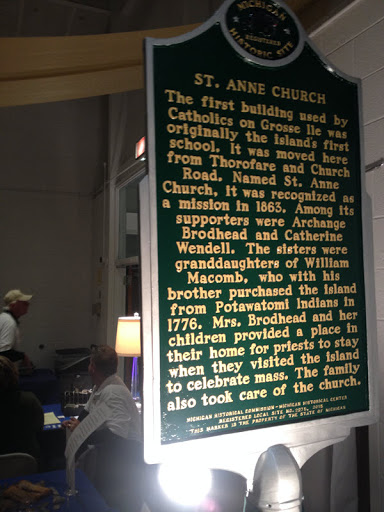 MICHIGAN
REGISTERED
HISTORIC SITE
ST. ANNE CHURCH
The first building used by
Catholics on Grosse Ile was
originally the island's first
school. It was moved here
from Thorofare and Church
Road. Named St. Anne
Church, it was recognized as
a mission in 1863. Among its
supporters were Archange
Brodhead and Catherine
Wendell. The sisters were
granddaughters of William
Macomb, who with his
brother purchased the island
from Potawatomi Indians in
1776. Mrs. Brodhead and her
children provided a place in
their home for priests to stay
when they visited the island
to celebrate mass. The family
also took care of the church.
MICHIGAN HISTORICAL COMMISSION - MICHIGAN HISTORICAL CENTER
REGISTERED LOCAL SITE NO.
THIS MARKER IS THE PROPERTY OF THE STATE OF MICHIGAN